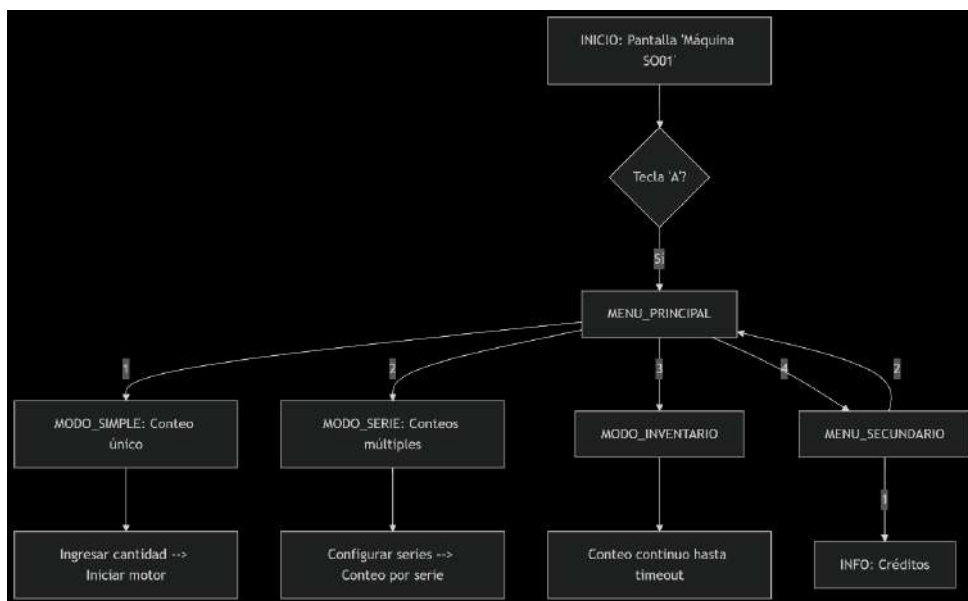 INICIO: Pantalla 'Máquina
SO01'
Tecla 'A'?
Sí
MENU_PRINCIPAL
1
2
3
4
2
MODO_SIMPLE: Conteo
único
MODO_SERIE: Conteos
múltiples
MODO_INVENTARIO
MENU_SECUNDARIO
1
Ingresar cantidad -->
Iniciar motor
Configurar series -->
Conteo por serie
Conteo continuo hasta
timeout
INFO: Créditos